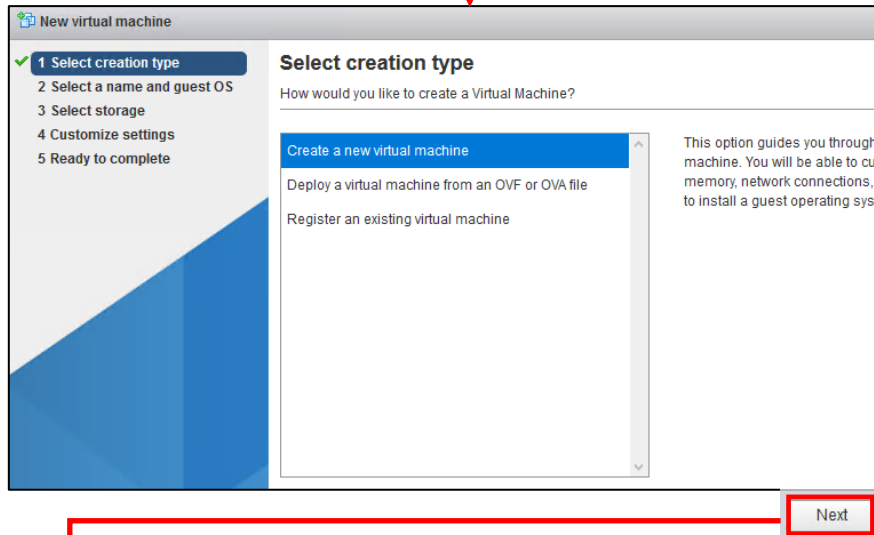 New virtual machine
1 Select creation type
2 Select a name and guest OS
3 Select storage
4 Customize settings
5 Ready to complete
Select creation type
How would you like to create a Virtual Machine?
Create a new virtual machine
Deploy a virtual machine from an OVF or OVA file
Register an existing virtual machine
This option guides you through
machine. You will be able to cu
memory, network connections,
to install a guest operating sys
Next